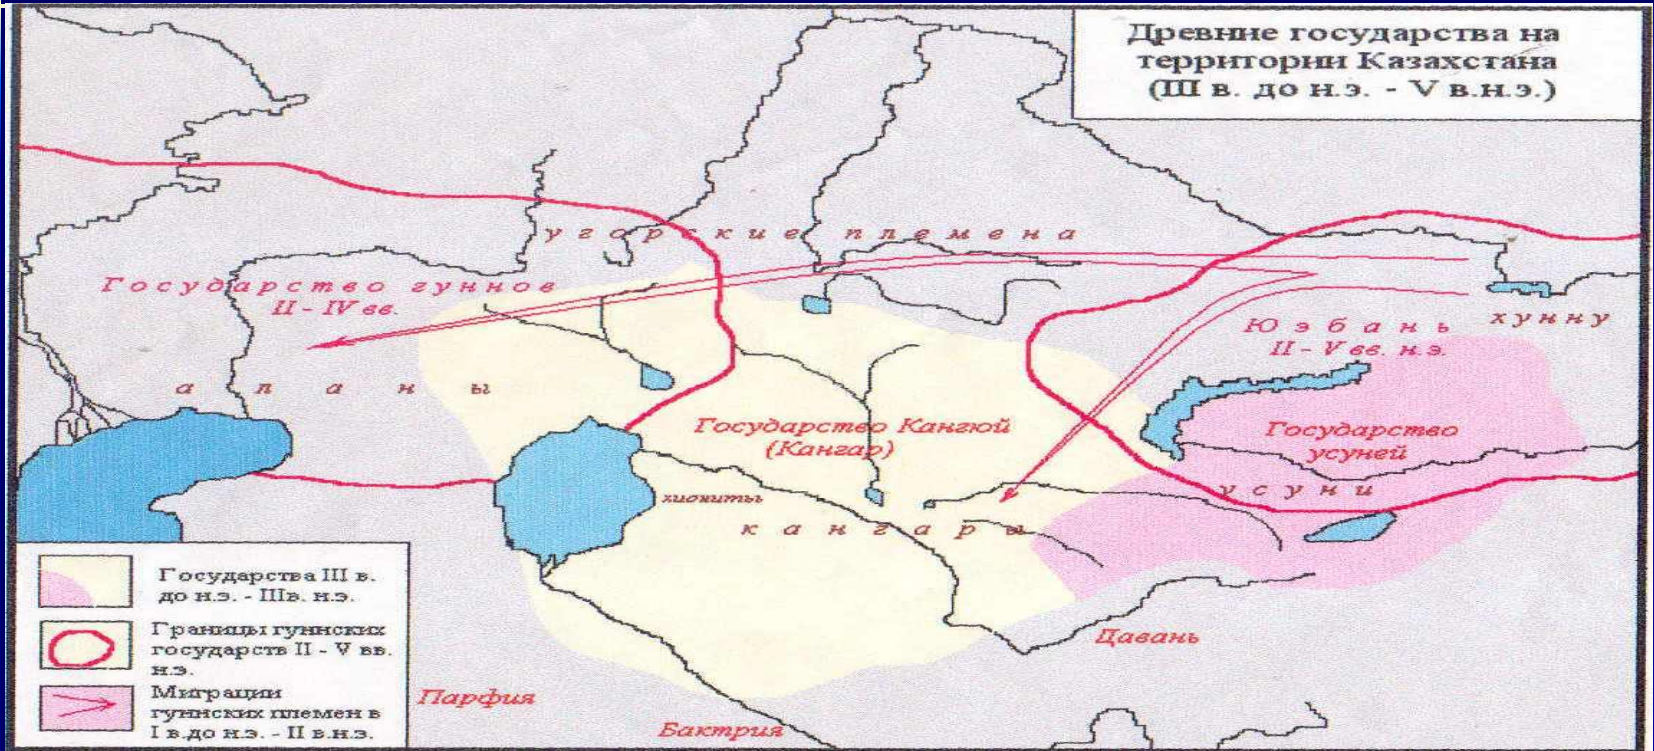 Древние государства на
территории Казахстана
(III в. до н.э. - V в.н.э.)
угорские племена
Государство гуннов
II - IV вв.
хунну
Юэбань
II - V вв. н.э.
аланы
Государство Кангюй
(Кангар)
Государство
усуней
усуни
хиониты
кангары
Государства III в.
до н.э. - IIIв. н.э.
Границы гуннских
государств II - V вв.
н.э.
Миграции
гуннских племен в
I в.до н.э. - II в.н.э.
Давань
Парфия
Бактрия